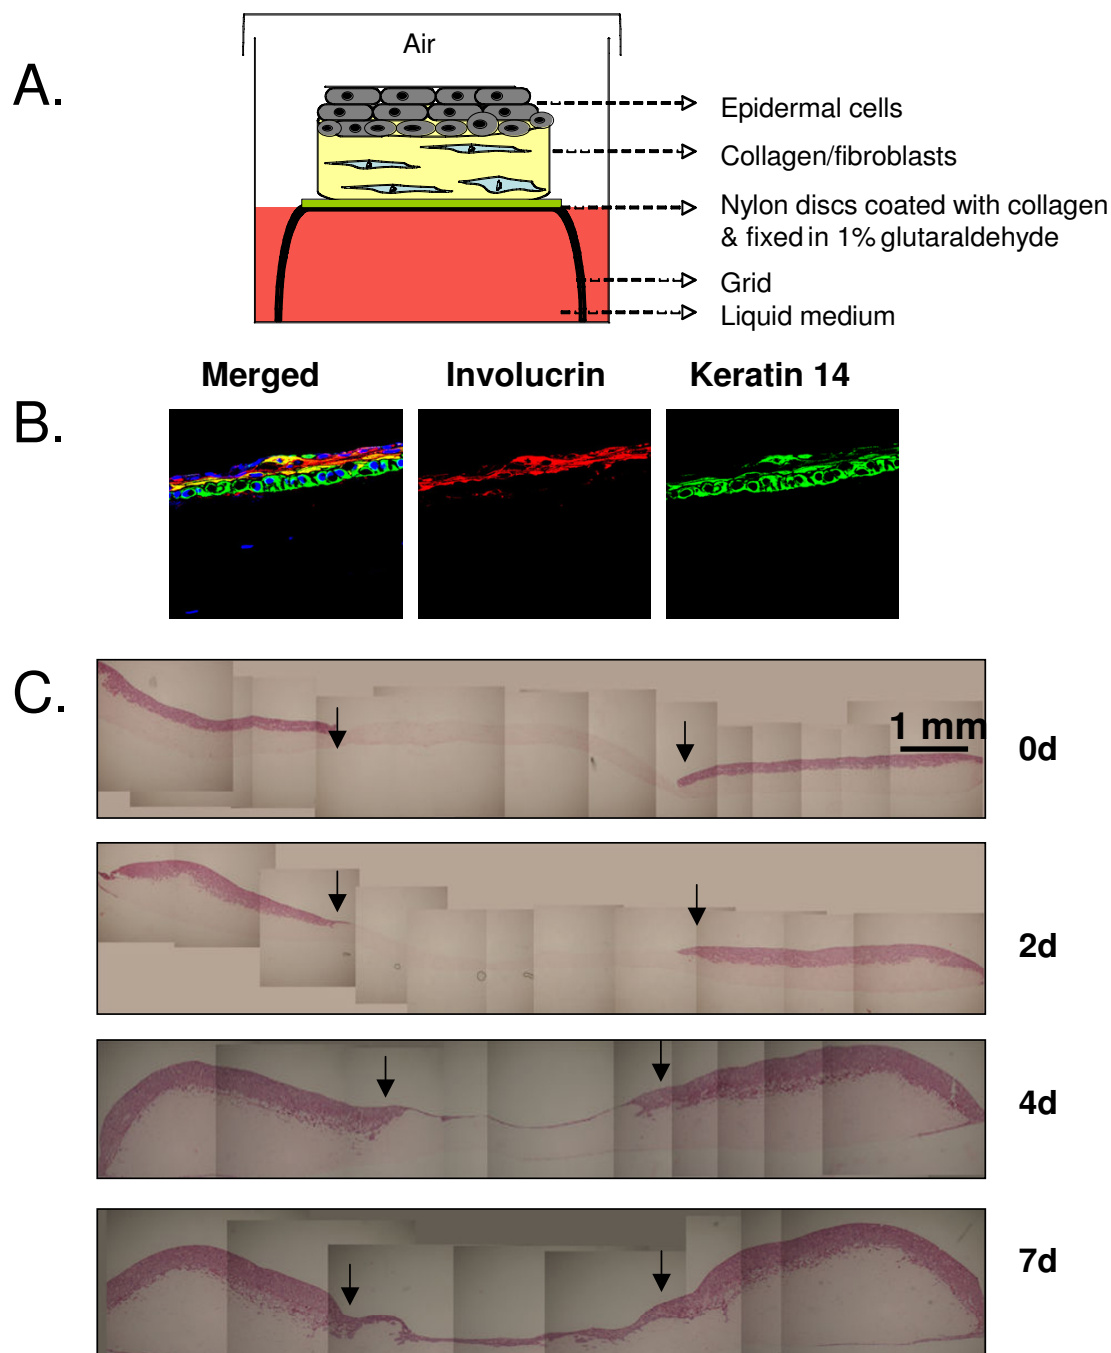 A.
Air
Epidermal cells
Collagen/fibroblasts
Nylon discs coated with collagen
& fixed in 1% glutaraldehyde
Grid
Liquid medium
B.
Merged
Involucrin
Keratin 14
C.
1 mm
0d
2d
4d
7d